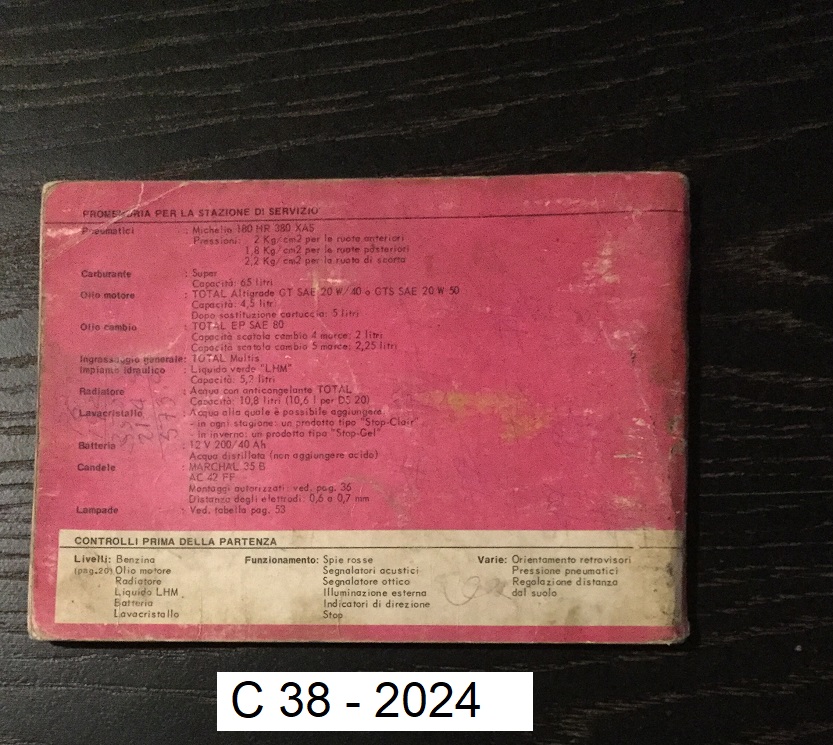 PROMEMORIA PER LA STAZIONE DI SERVIZIO
Pneumatici : Michelin 180 HR 380 XAS
Pressioni: 2 Kg/cm2 per le ruote anteriori
1,8 Kg/cm2 per le ruote posteriori
2,2 Kg/cm2 per la ruota di scorta
Carburante : Super
Capacità: 65 litri
Olio motore : TOTAL Altigrade GT SAE 20 W/40 o GTS SAE 20 W 50
Capacità: 4,5 litri
Dopo sostituzione cartuccia: 5 litri
Olio cambio : TOTAL EP SAE 80
Capacità scatola cambio 4 marce: 2 litri
Capacità scatola cambio 5 marce: 2,25 litri
Ingrassaggio generale: TOTAL Multis
Impianto idraulico : Liquido verde "LHM"
Capacità: litri
Radiatore : Acqua con anticongelante TOTAL
Capacità: 10,8 litri (10,6 l per DS 20)
Lavacristallo : Acqua alla quale è possibile aggiungere
- in ogni stagione: un prodotto tipo "Stop-Clair"
- in inverno: un prodotto tipo "Stop-Gel"
Batteria : 12 V 200/40 Ah
Acqua distillata (non aggiungere acido)
Candele : MARCHAL 35 B
AC 42 FF
Montaggi autorizzati: ved. pag. 36
Distanza degli elettrodi: 0,6 a 0,7 mm
Lampade : Ved. tabella pag. 53
CONTROLLI PRIMA DELLA PARTENZA
Livelli: Benzina Funzionamento: Spie rosse Varie: Orientamento retrovisori
(pag.20) Olio motore Segnalatori acustici Pressione pneumatici
Radiatore Segnalatore ottico Regolazione distanza
Liquido LHM Illuminazione esterna dal suolo
Batteria Indicatori di direzione
Lavacristallo Stop
C 38 - 2024